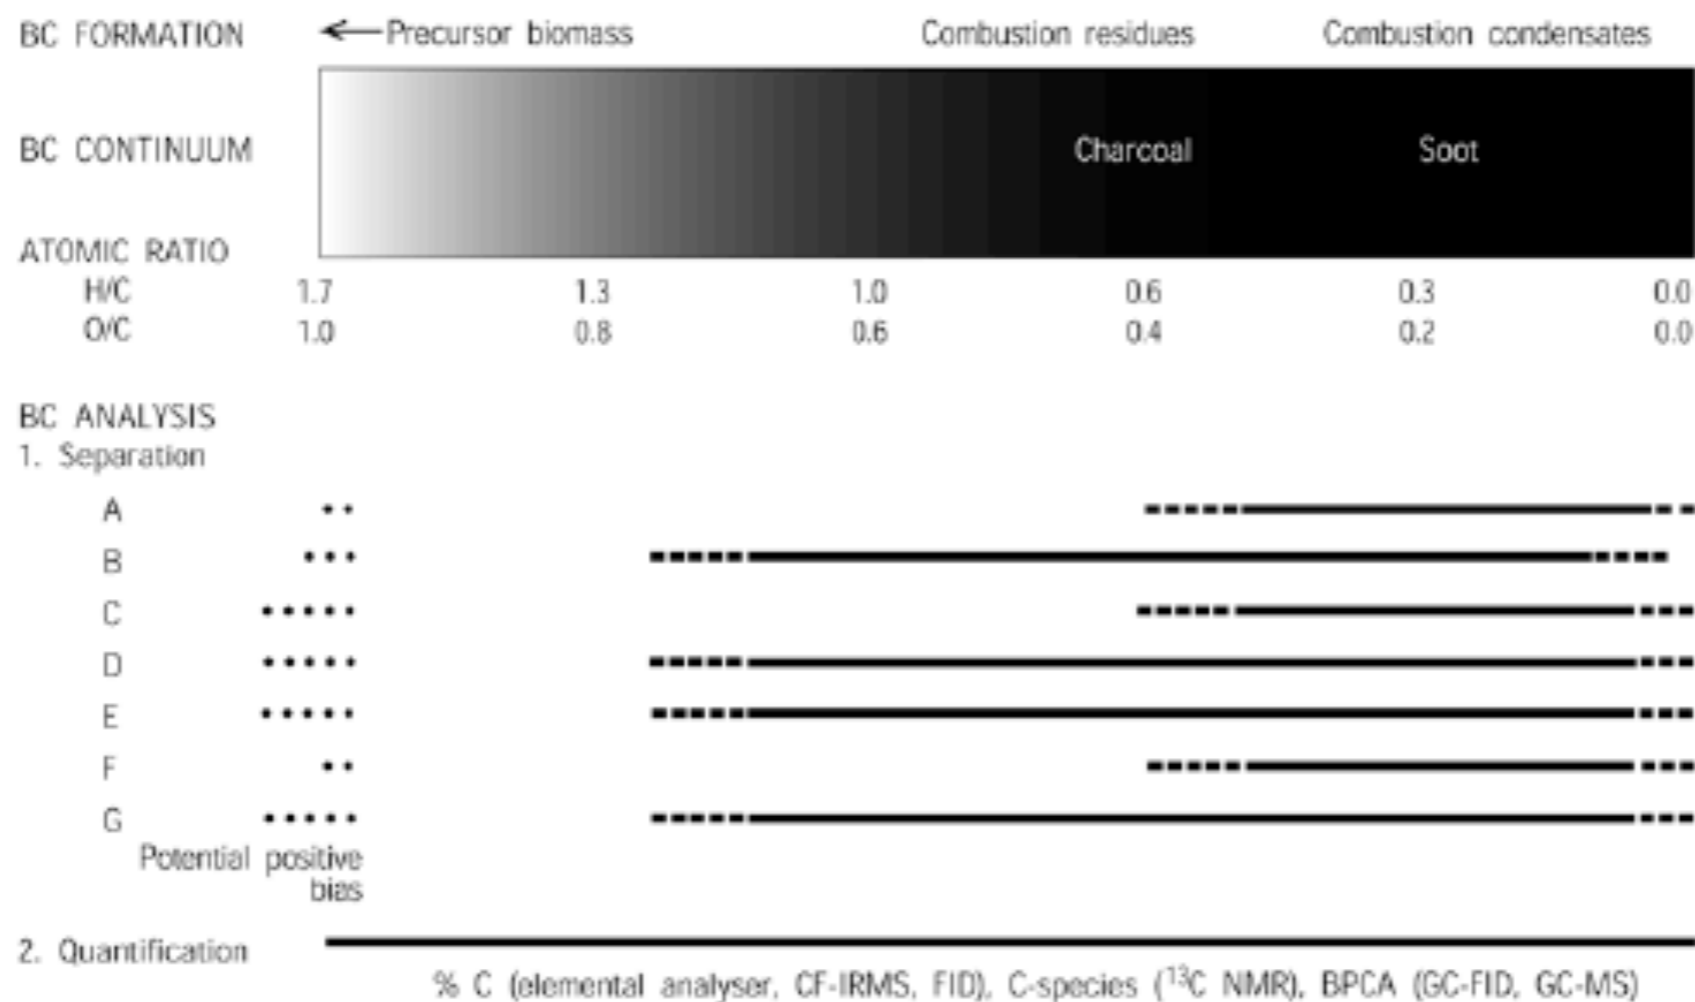 BC FORMATION Precursor biomass Combustion residues Combustion condensates
BC CONTINUUM Charcoal Soot
ATOMIC RATIO
H/C 1.7 1.3 1.0 0.6 0.3 0.0
O/C 1.0 0.8 0.6 0.4 0.2 0.0
BC ANALYSIS
1. Separation
A
B
C
D
E
F
G
Potential positive
bias
2. Quantification
% C (elemental analyser, CF-IRMS, FID), C-species (¹³C NMR), BPCA (GC-FID, GC-MS)